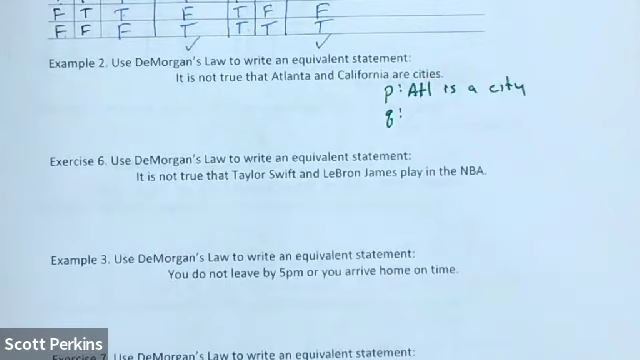 F T T F T F F
F F F T T T T
Example 2. Use DeMorgan's Law to write an equivalent statement:
It is not true that Atlanta and California are cities.
p: Atl is a city
q:
Exercise 6. Use DeMorgan's Law to write an equivalent statement:
It is not true that Taylor Swift and LeBron James play in the NBA.
Example 3. Use DeMorgan's Law to write an equivalent statement:
You do not leave by 5pm or you arrive home on time.
Exercise 7. Use DeMorgan's Law to write an equivalent statement:
Scott Perkins